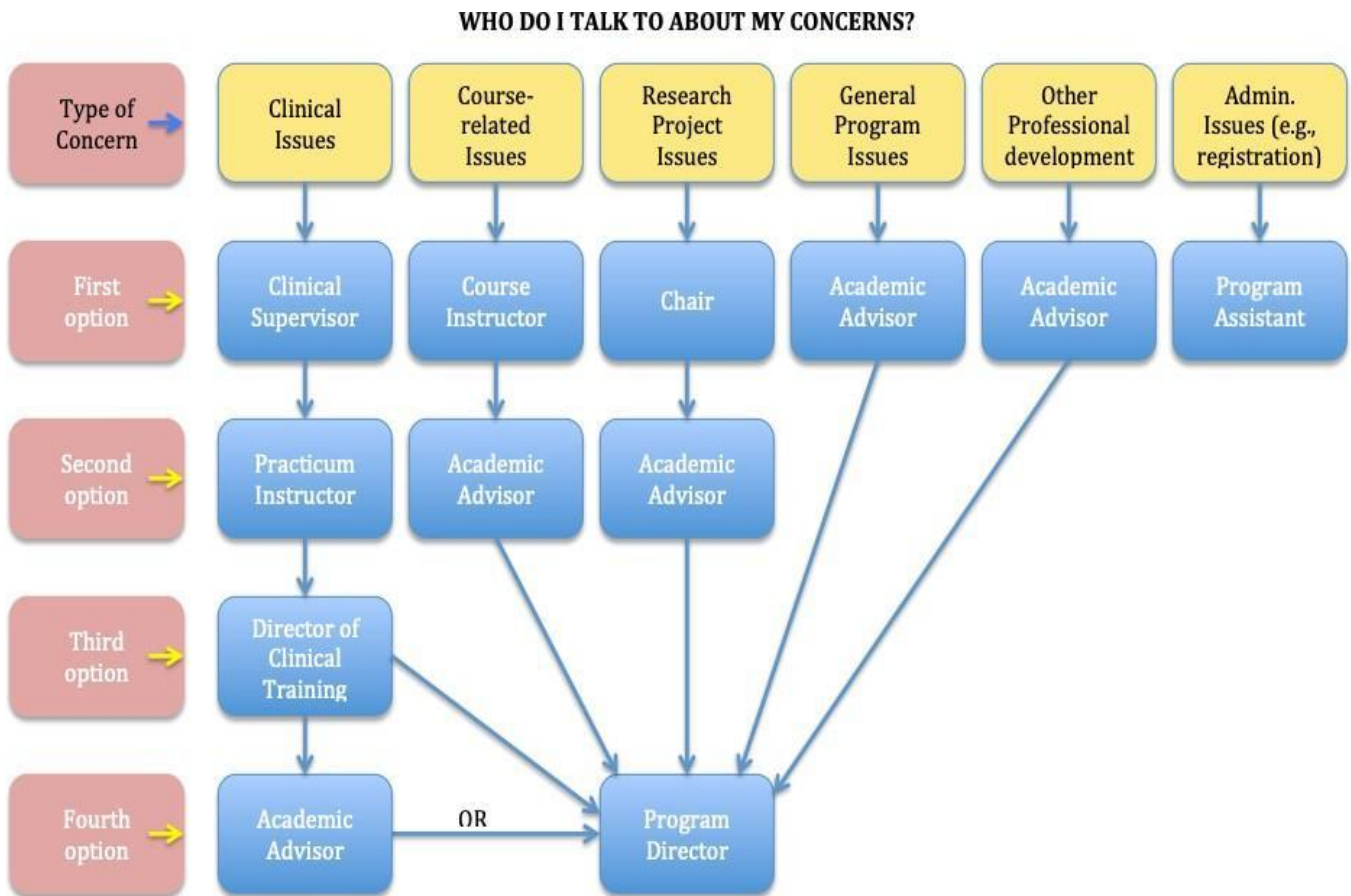 WHO DO I TALK TO ABOUT MY CONCERNS?
Type of
Concern
Clinical
Issues
Course-
related
Issues
Research
Project
Issues
General
Program
Issues
Other
Professional
development
Admin.
Issues (e.g.,
registration)
First
option
Clinical
Supervisor
Course
Instructor
Chair
Academic
Advisor
Academic
Advisor
Program
Assistant
Second
option
Practicum
Instructor
Academic
Advisor
Academic
Advisor
Third
option
Director of
Clinical
Training
Fourth
option
Academic
Advisor
OR
Program
Director